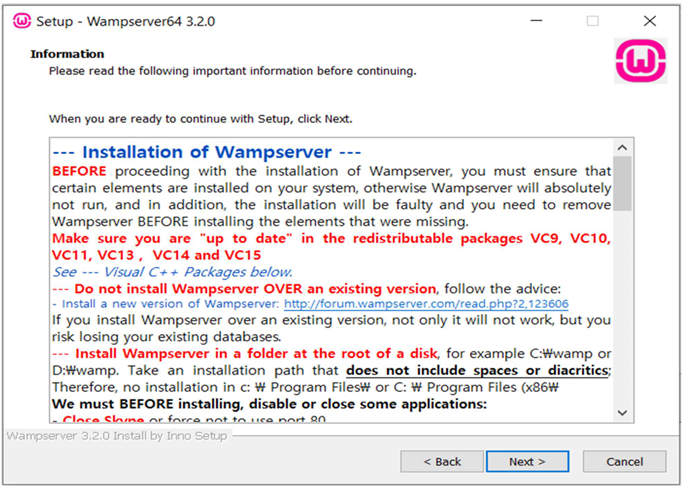 Setup - Wampserver64 3.2.0
Information
Please read the following important information before continuing.
When you are ready to continue with Setup, click Next.
--- Installation of Wampserver ---
BEFORE proceeding with the installation of Wampserver, you must ensure that
certain elements are installed on your system, otherwise Wampserver will absolutely
not run, and in addition, the installation will be faulty and you need to remove
Wampserver BEFORE installing the elements that were missing.
Make sure you are "up to date" in the redistributable packages VC9, VC10,
VC11, VC13 , VC14 and VC15
See --- Visual C++ Packages below.
--- Do not install Wampserver OVER an existing version, follow the advice:
- Install a new version of Wampserver: http://forum.wampserver.com/read.php?2,123606
If you install Wampserver over an existing version, not only it will not work, but you
risk losing your existing databases.
--- Install Wampserver in a folder at the root of a disk, for example C:₩wamp or
D:₩wamp. Take an installation path that does not include spaces or diacritics;
Therefore, no installation in c: ₩ Program Files₩ or C: ₩ Program Files (x86₩
We must BEFORE installing, disable or close some applications:
- Close Skype or force not to use port 80
Wampserver 3.2.0 Install by Inno Setup
< Back
Next >
Cancel